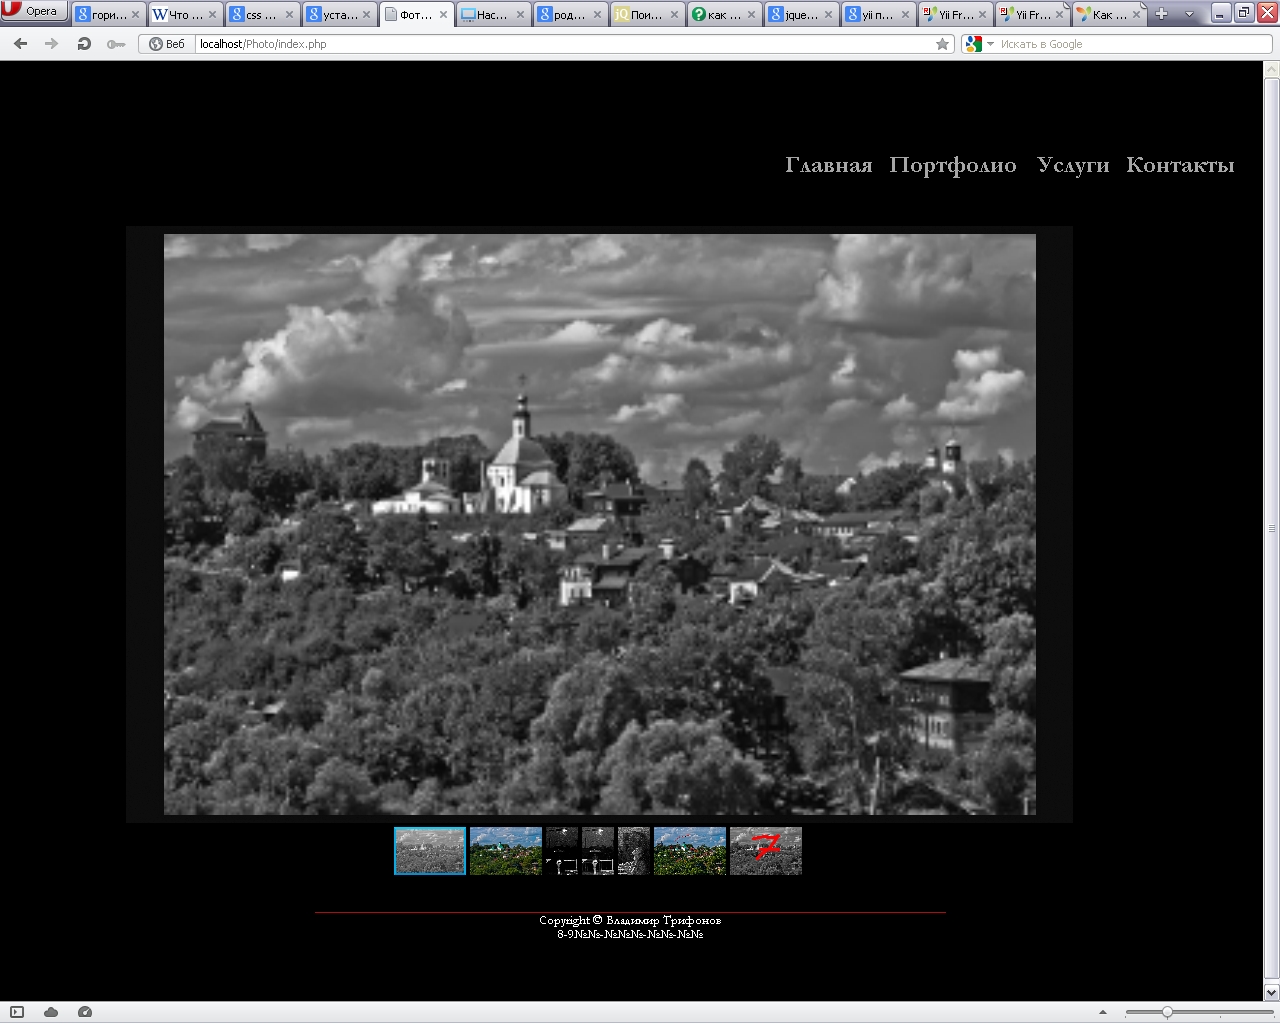 Opera
гори...
Что ...
css ...
уста...
Фот...
Нас...
род...
Пои...
как ...
jque...
yii п...
Yii Fr...
Yii Fr...
Как ...
Веб
localhost/Photo/index.php
Искать в Google
Главная Портфолио Услуги Контакты
7
Copyright © Владимир Трифонов
8-9№№-№№№-№№-№№